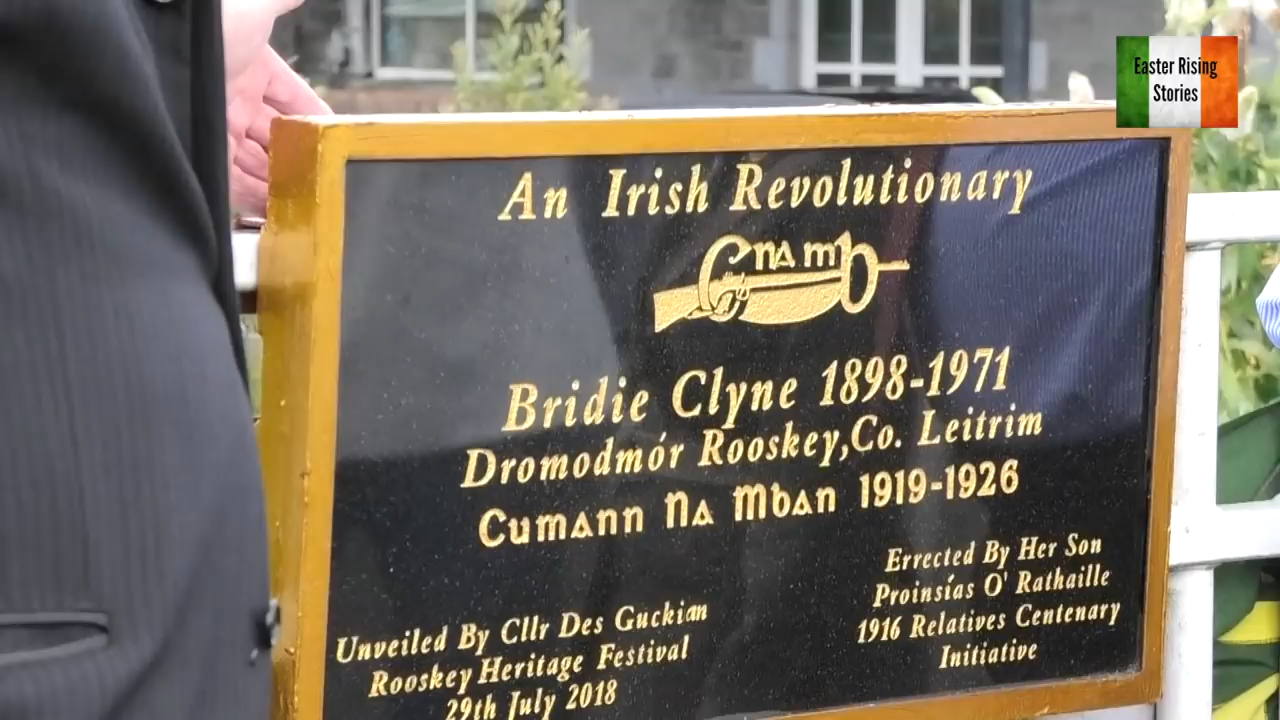 Easter Rising
Stories
An Irish Revolutionary
C na mb
Bridie Clyne 1898-1971
Dromodmór Rooskey,Co. Leitrim
Cumann Na Mban 1919-1926
Errected By Her Son
Proinsías O' Rathaille
1916 Relatives Centenary
Initiative
Unveiled By Cllr Des Guckian
Rooskey Heritage Festival
29th July 2018